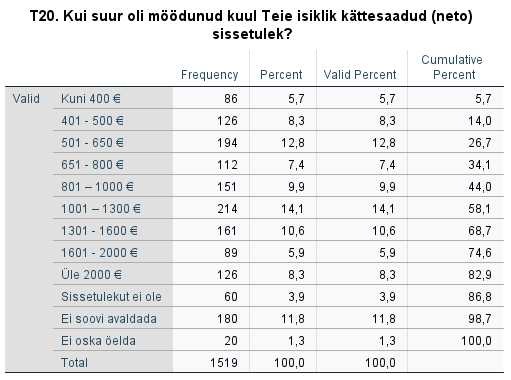 T20. Kui suur oli möödunud kuul Teie isiklik kättesaadud (neto)
sissetulek?
Frequency Percent Valid Percent Cumulative Percent
Valid Kuni 400 € 86 5,7 5,7 5,7
401 - 500 € 126 8,3 8,3 14,0
501 - 650 € 194 12,8 12,8 26,7
651 - 800 € 112 7,4 7,4 34,1
801 – 1000 € 151 9,9 9,9 44,0
1001 – 1300 € 214 14,1 14,1 58,1
1301 - 1600 € 161 10,6 10,6 68,7
1601 - 2000 € 89 5,9 5,9 74,6
Üle 2000 € 126 8,3 8,3 82,9
Sissetulekut ei ole 60 3,9 3,9 86,8
Ei soovi avaldada 180 11,8 11,8 98,7
Ei oska öelda 20 1,3 1,3 100,0
Total 1519 100,0 100,0